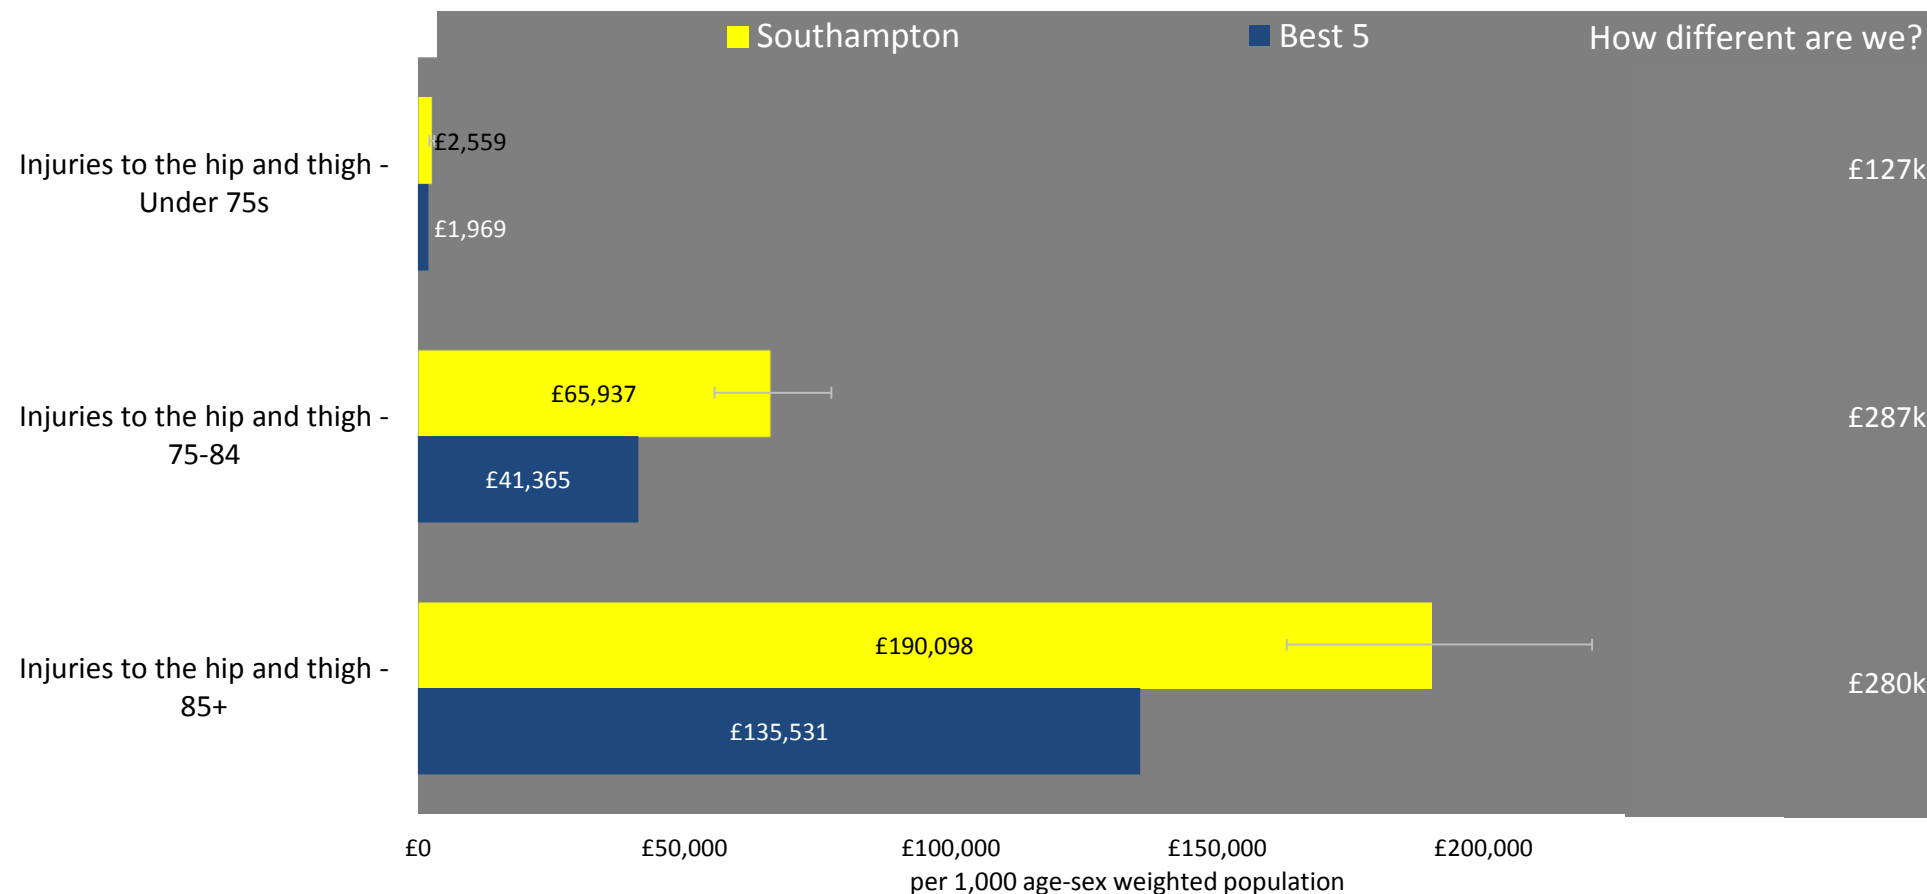 Southampton
Best 5
How different are we?
Injuries to the hip and thigh -
Under 75s
£2,559
£1,969
£127k
Injuries to the hip and thigh -
75-84
£65,937
£41,365
£287k
Injuries to the hip and thigh -
85+
£190,098
£135,531
£280k
£0
£50,000
£100,000
£150,000
£200,000
per 1,000 age-sex weighted population